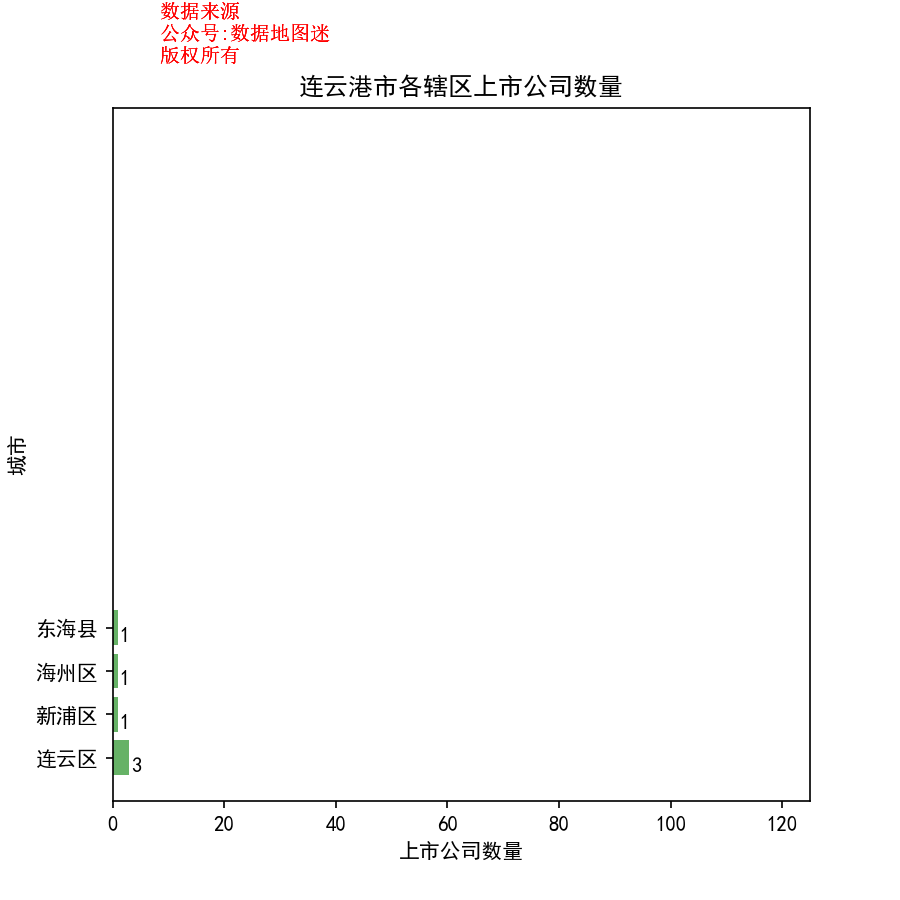 数据来源
公众号:数据地图迷
版权所有
连云港市各辖区上市公司数量
城市
东海县 1
海州区 1
新浦区 1
连云区 3
0 20 40 60 80 100 120
上市公司数量